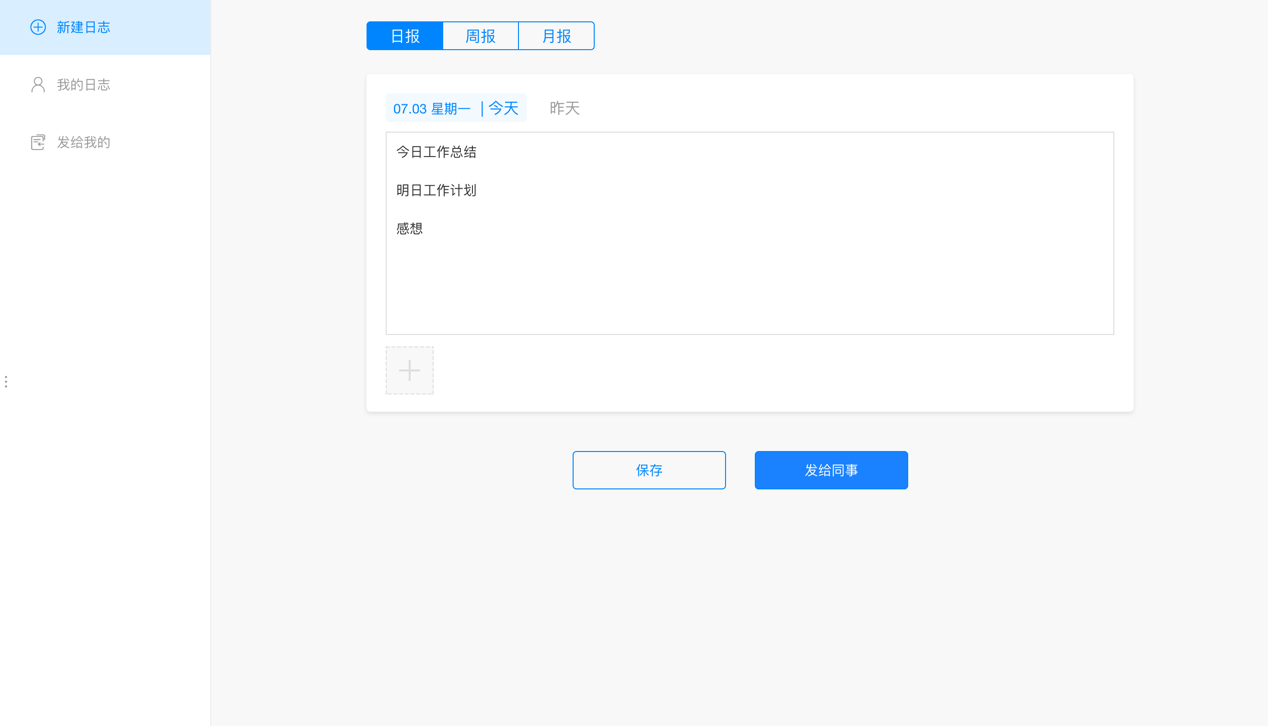 新建日志
我的日志
发给我的
日报 周报 月报
07.03 星期一 | 今天 昨天
今日工作总结
明日工作计划
感想
保存 发给同事